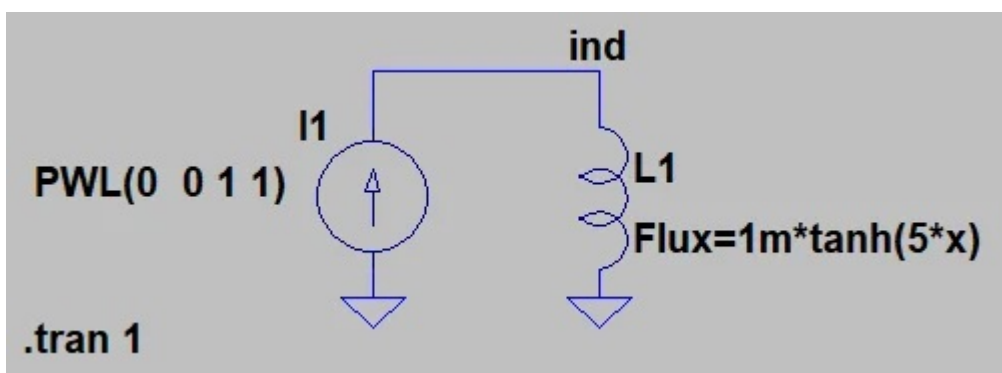 ind
I1
PWL(0  0 1 1)
L1
Flux=1m*tanh(5*x)
.tran 1